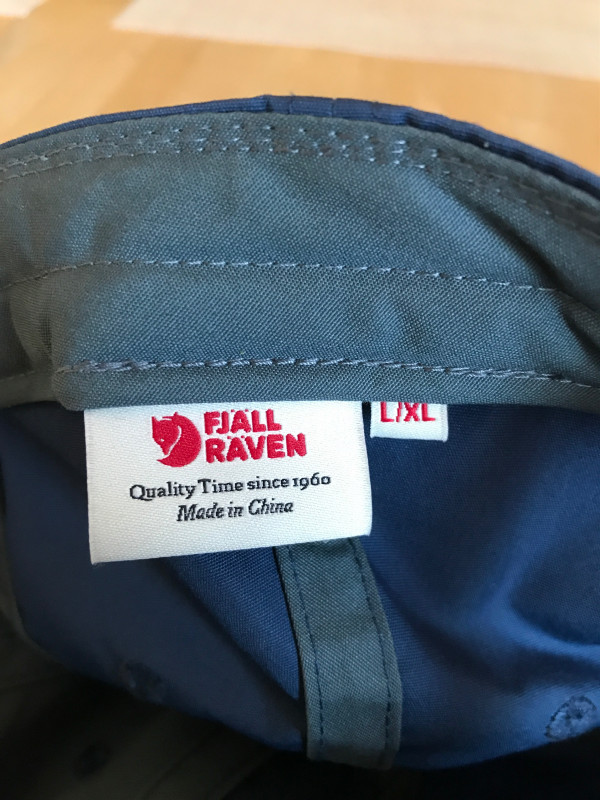 FJÄLL
RÄVEN
Quality Time since 1960
Made in China
L/XL